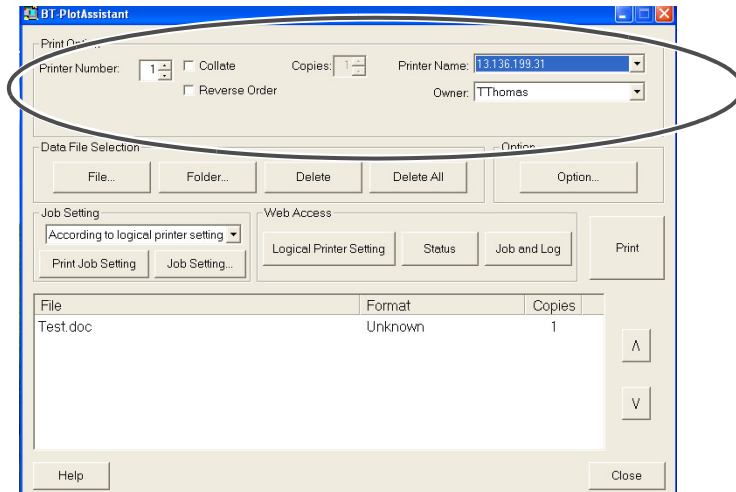 BT-PlotAssistant
Print Option
Printer Number: 1 Collate Copies: 1 Printer Name: 13.136.199.31
Reverse Order Owner: TThomas
Data File Selection Option
File... Folder... Delete Delete All Option...
Job Setting Web Access
According to logical printer setting
Logical Printer Setting Status Job and Log Print
Print Job Setting Job Setting...
File Format Copies
Test.doc Unknown 1
Λ
V
Help Close